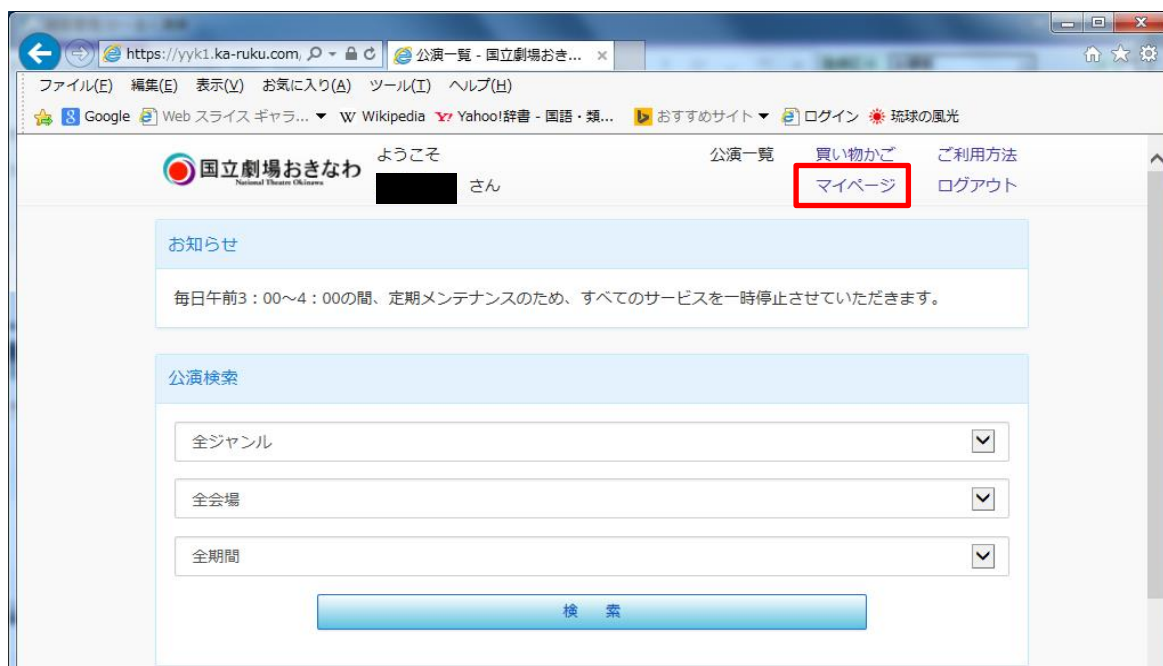 https://yyk1.ka-ruku.com, 公演一覧 - 国立劇場おき... ×
ファイル(F) 編集(E) 表示(V) お気に入り(A) ツール(T) ヘルプ(H)
Google Web スライス ギャラ... W Wikipedia Yahoo!辞書 - 国語・類... おすすめサイト ログイン 琉球の風光
国立劇場おきなわ
National Theatre Okinawa
ようこそ
さん
公演一覧 買い物かご ご利用方法
マイページ ログアウト
お知らせ
毎日午前3：00～4：00の間、定期メンテナンスのため、すべてのサービスを一時停止させていただきます。
公演検索
全ジャンル
全会場
全期間
検 索